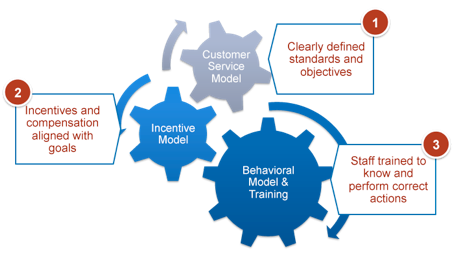 1
Customer
Service
Model
Clearly defined
standards and
objectives
2
Incentives and
compensation
aligned with
goals
Incentive
Model
3
Behavioral
Model &
Training
Staff trained to
know and
perform correct
actions